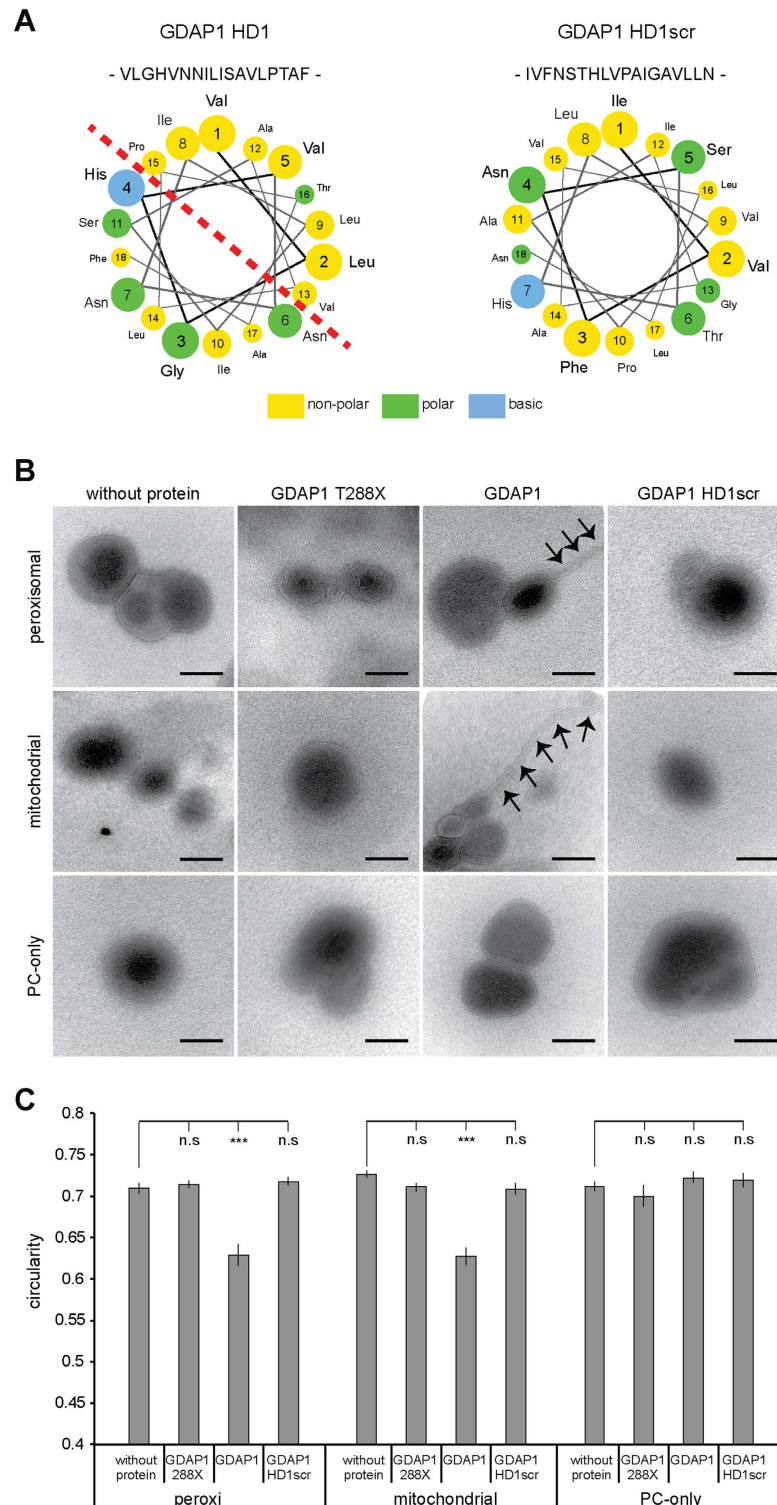 A
GDAP1 HD1
GDAP1 HD1scr
- VLGHVNNILISAVLPTAF -
- IVFNSTHLVPAIGAVLLN -
Val
1
Ile
8
Ala
12
Val
5
Pro
15
Thr
16
His
4
Leu
9
Ser
11
Leu
2
Phe
18
Val
13
Asn
7
Asn
6
Leu
14
Ala
17
Gly
3
Ile
10
Ile
1
Leu
8
Ile
12
Ser
5
Val
15
Leu
16
Asn
4
Val
9
Ala
11
Val
2
Asn
18
Gly
13
His
7
Thr
6
Ala
14
Leu
17
Phe
3
Pro
10
non-polar
polar
basic
B
without protein
GDAP1 T288X
GDAP1
GDAP1 HD1scr
peroxisomal
mitochodrial
PC-only
C
0.8
0.75
0.7
0.65
0.6
0.55
0.5
0.45
0.4
circularity
n.s
***
n.s
n.s
***
n.s
n.s
n.s
n.s
without protein
GDAP1 288X
GDAP1
GDAP1 HD1scr
without protein
GDAP1 288X
GDAP1
GDAP1 HD1scr
without protein
GDAP1 288X
GDAP1
GDAP1 HD1scr
peroxi
mitochondrial
PC-only